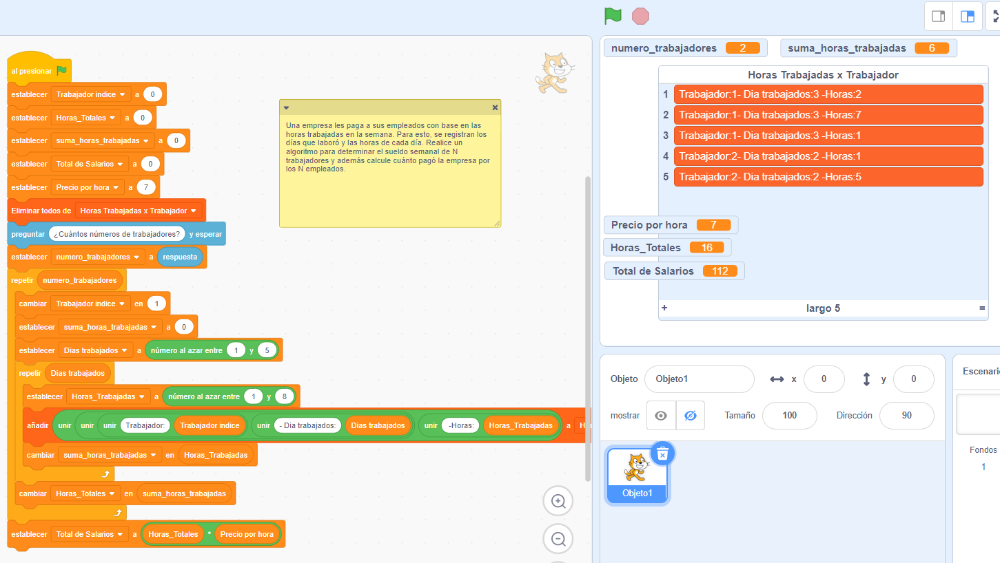 al presionar
establecer Trabajador indice a 0
establecer Horas_Totales a 0
establecer suma_horas_trabajadas a 0
establecer Total de Salarios a 0
establecer Precio por hora a 7
Eliminar todos de Horas Trabajadas x Trabajador
preguntar ¿Cuántos números de trabajadores? y esperar
establecer numero_trabajadores a respuesta
repetir numero_trabajadores
cambiar Trabajador indice en 1
establecer suma_horas_trabajadas a 0
establecer Dias trabajados a número al azar entre 1 y 5
repetir Dias trabajados
establecer Horas_Trabajadas a número al azar entre 1 y 8
añadir unir unir unir Trabajador: Trabajador indice unir - Dia trabajados: Dias trabajados unir -Horas: Horas_Trabajadas a H
cambiar suma_horas_trabajadas en Horas_Trabajadas
cambiar Horas_Totales en suma_horas_trabajadas
establecer Total de Salarios a Horas_Totales * Precio por hora
Una empresa les paga a sus empleados con base en las
horas trabajadas en la semana. Para esto, se registran los
días que laboró y las horas de cada día. Realice un
algoritmo para determinar el sueldo semanal de N
trabajadores y además calcule cuánto pagó la empresa por
los N empleados.
numero_trabajadores 2
suma_horas_trabajadas 6
Horas Trabajadas x Trabajador
1 Trabajador:1- Dia trabajados:3 -Horas:2
2 Trabajador:1- Dia trabajados:3 -Horas:7
3 Trabajador:1- Dia trabajados:3 -Horas:1
4 Trabajador:2- Dia trabajados:2 -Horas:1
5 Trabajador:2- Dia trabajados:2 -Horas:5
Precio por hora 7
Horas_Totales 16
Total de Salarios 112
+ largo 5 =
Objeto Objeto1 x 0 y 0
mostrar Tamaño 100 Dirección 90
Objeto1
Escenari
Fondos
1